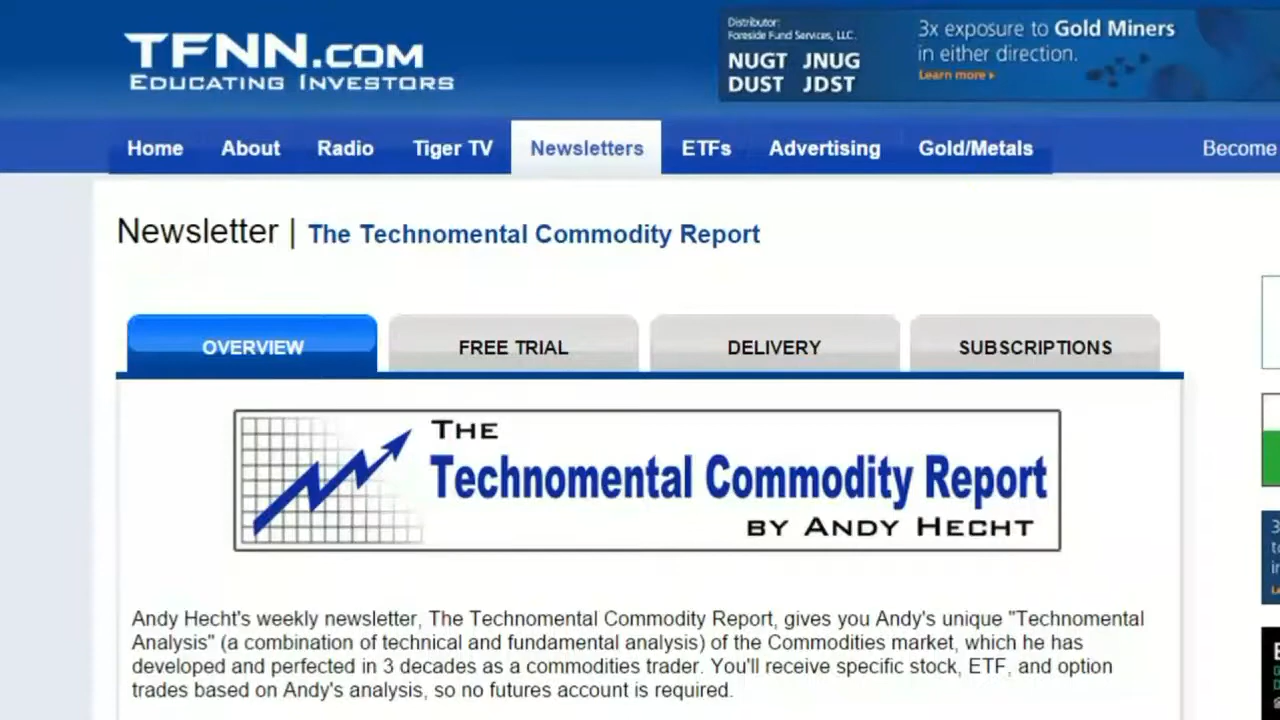 TFNN.COM
EDUCATING INVESTORS
Distributor:
Foreside Fund Services, LLC.
NUGT JNUG
DUST JDST
3x exposure to Gold Miners
in either direction.
Learn more
Home About Radio Tiger TV Newsletters ETFs Advertising Gold/Metals Become
Newsletter | The Technomental Commodity Report
OVERVIEW FREE TRIAL DELIVERY SUBSCRIPTIONS
THE
Technomental Commodity Report
BY ANDY HECHT
Andy Hecht's weekly newsletter, The Technomental Commodity Report, gives you Andy's unique "Technomental
Analysis" (a combination of technical and fundamental analysis) of the Commodities market, which he has
developed and perfected in 3 decades as a commodities trader. You'll receive specific stock, ETF, and option
trades based on Andy's analysis, so no futures account is required.